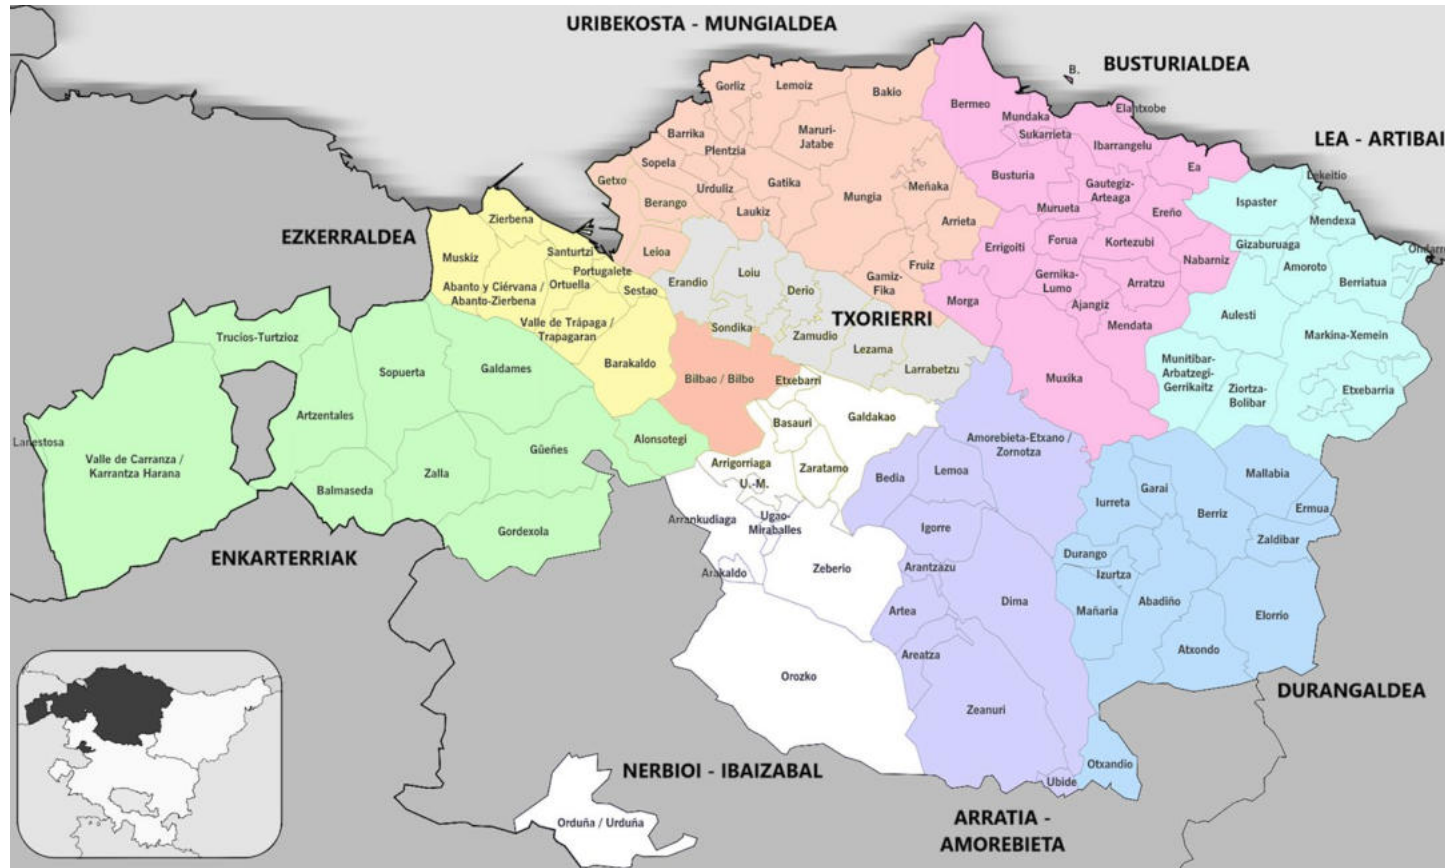 URIBEKOSTA - MUNGIALDEA
BUSTURIALDEA
B.
LEA - ARTIBAI
EZKERRALDEA
TXORIERRI
ENKARTERRIAK
DURANGALDEA
NERBIOI - IBAIZABAL
ARRATIA -
AMOREBIETA
Gorliz
Lemoiz
Bakio
Barrika
Plentzia
Maruri-
Jatabe
Sopela
Getxo
Urduliz
Gatika
Mungia
Meñaka
Berango
Laukiz
Arrieta
Leioa
Fruiz
Gamiz-
Fika
Bermeo
Mundaka
Elantxobe
Sukarrieta
Ibarrangelu
Ea
Busturia
Gautegiz-
Arteaga
Murueta
Ereño
Errigoiti
Forua
Kortezubi
Nabarniz
Gernika-
Lumo
Arratzu
Morga
Ajangiz
Mendata
Muxika
Lekeitio
Ispaster
Mendexa
Gizaburuaga
Amoroto
Berriatua
Aulesti
Markina-Xemein
Munitibar-
Arbatzegi-
Gerrikaitz
Ziortza-
Bolibar
Etxebarria
Zierbena
Muskiz
Santurtzi
Portugalete
Abanto y Ciérvana /
Abanto-Zierbena
Ortuella
Sestao
Valle de Trápaga /
Trapagaran
Barakaldo
Erandio
Loiu
Derio
Sondika
Zamudio
Lezama
Larrabetzu
Bilbao / Bilbo
Trucios-Turtzioz
Sopuerta
Galdames
Artzentales
Lanestosa
Valle de Carranza /
Karrantza Harana
Balmaseda
Zalla
Güeñes
Gordexola
Alonsotegi
Etxebarri
Basauri
Galdakao
Arrigorriaga
Zaratamo
U.-M.
Arrankudiaga
Ugao-
Miraballes
Arakaldo
Zeberio
Orozko
Orduña / Urduña
Amorebieta-Etxano /
Zornotza
Bedia
Lemoa
Igorre
Arantzazu
Dima
Artea
Areatza
Zeanuri
Ubide
Mallabia
Garai
Iurreta
Berriz
Ermua
Zaldibar
Durango
Izurtza
Mañaria
Abadiño
Elorrio
Atxondo
Otxandio